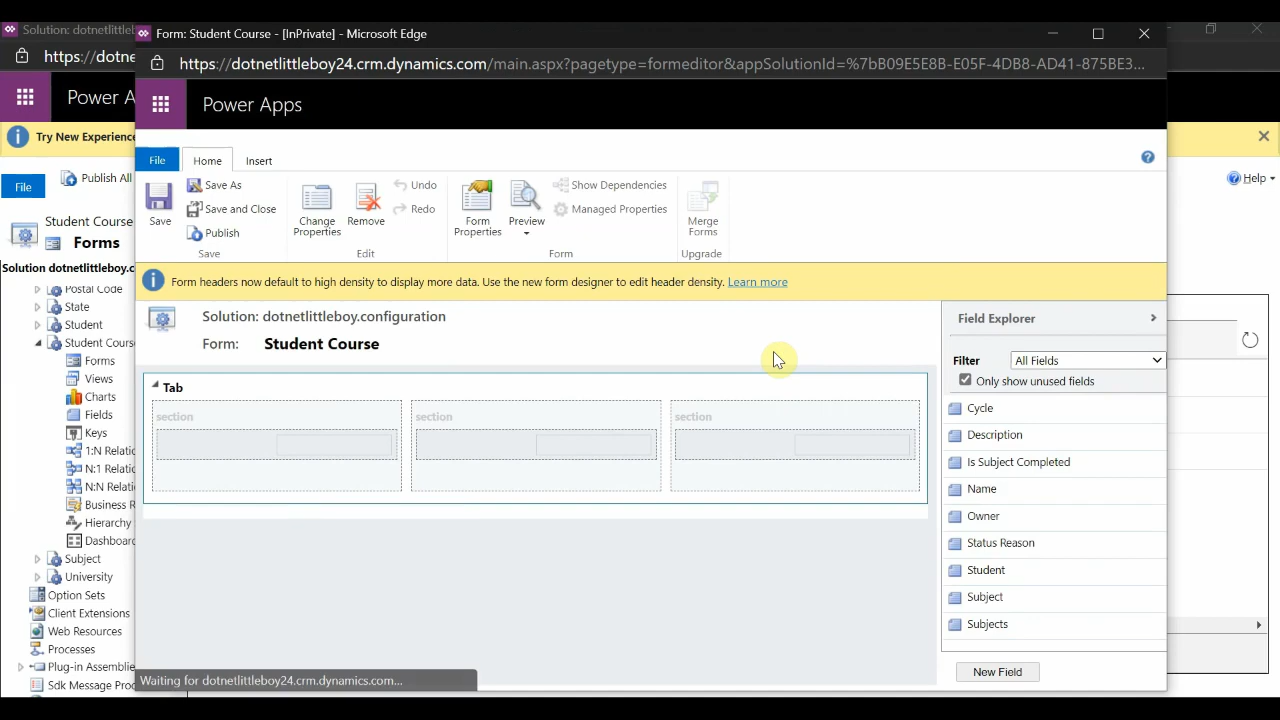 Solution: dotnetlittleb
https://dotne
Power A
Try New Experience
File
Publish All
Help
Student Course
Forms
Solution dotnetlittleboy.c
Postal Code
State
Student
Student Cours
Forms
Views
Charts
Fields
Keys
1:N Relatio
N:1 Relatio
N:N Relati
Business R
Hierarchy
Dashboard
Subject
University
Option Sets
Client Extensions
Web Resources
Processes
Plug-in Assemblie
Sdk Message Proc
Form: Student Course - [InPrivate] - Microsoft Edge
https://dotnetlittleboy24.crm.dynamics.com/main.aspx?pagetype=formeditor&appSolutionId=%7bB09E5E8B-E05F-4DB8-AD41-875BE3...
Power Apps
File Home Insert
Save
Save As
Save and Close
Publish
Save
Change Properties
Remove
Undo
Redo
Edit
Form Properties
Preview
Show Dependencies
Managed Properties
Form
Merge Forms
Upgrade
Form headers now default to high density to display more data. Use the new form designer to edit header density. Learn more
Solution: dotnetlittleboy.configuration
Form: Student Course
Tab
section section section
Field Explorer
Filter All Fields
Only show unused fields
Cycle
Description
Is Subject Completed
Name
Owner
Status Reason
Student
Subject
Subjects
New Field
Waiting for dotnetlittleboy24.crm.dynamics.com...